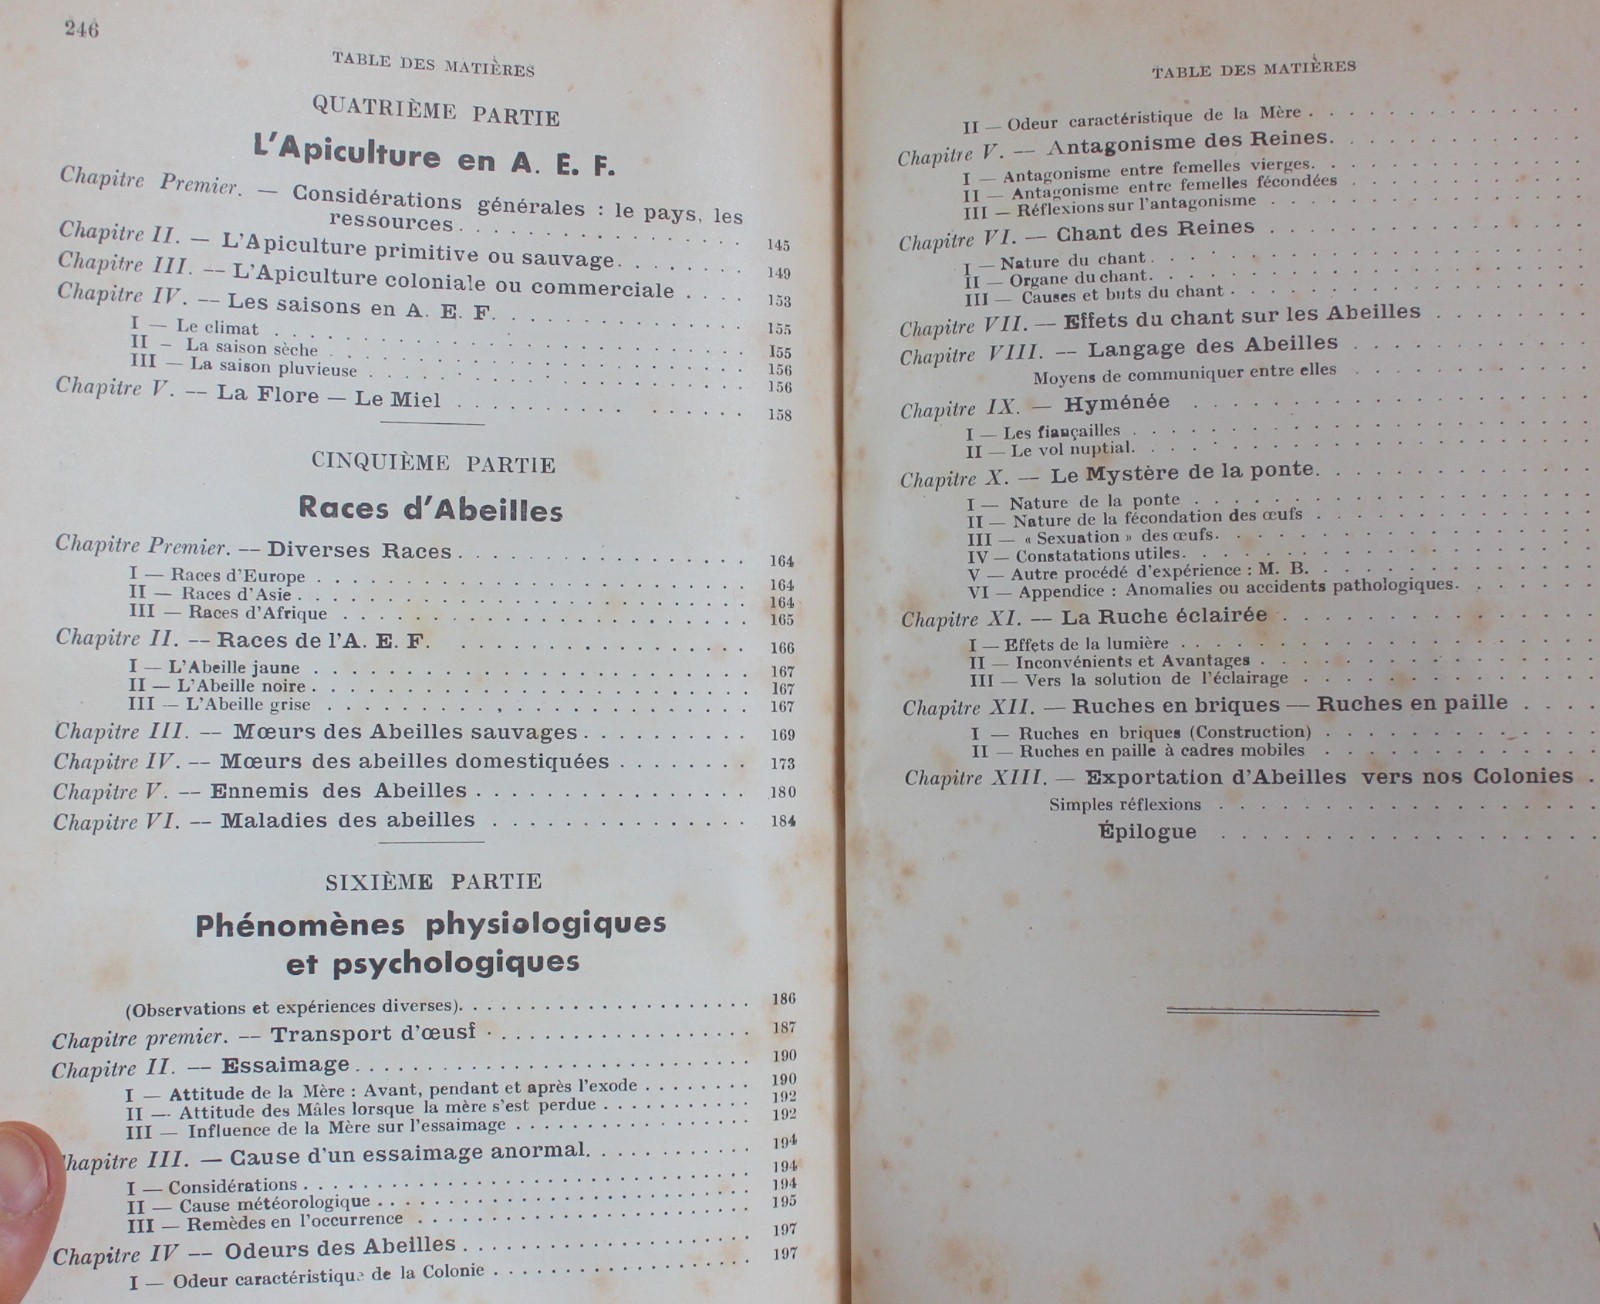 246
TABLE DES MATIÈRES
QUATRIÈME PARTIE
L'Apiculture en A. E. F.
Chapitre Premier. — Considérations générales : le pays, les
ressources. . . . . . . . . . . . . . . . 145
Chapitre II. — L'Apiculture primitive ou sauvage. . . . . . . . 149
Chapitre III. — L'Apiculture coloniale ou commerciale . . . . 153
Chapitre IV. — Les saisons en A. E. F. . . . . . . . . . . . . . 155
I — Le climat . . . . . . . . . . . . . . . . . . . . . . 155
II — La saison sèche . . . . . . . . . . . . . . . . . . . 156
III — La saison pluvieuse . . . . . . . . . . . . . . . . . 156
Chapitre V. — La Flore — Le Miel . . . . . . . . . . . . . . 158
CINQUIÈME PARTIE
Races d'Abeilles
Chapitre Premier. — Diverses Races . . . . . . . . . . . . . . . . 164
I — Races d'Europe . . . . . . . . . . . . . . . . . . . 164
II — Races d'Asie . . . . . . . . . . . . . . . . . . . . 164
III — Races d'Afrique . . . . . . . . . . . . . . . . . . 165
Chapitre II. — Races de l'A. E. F. . . . . . . . . . . . . . . . 166
I — L'Abeille jaune . . . . . . . . . . . . . . . . . . . 167
II — L'Abeille noire . . . . . . . . . . . . . . . . . . . 167
III — L'Abeille grise . . . . . . . . . . . . . . . . . . 167
Chapitre III. — Mœurs des Abeilles sauvages . . . . . . . . . . 169
Chapitre IV. — Mœurs des abeilles domestiquées . . . . . . . . 173
Chapitre V. — Ennemis des Abeilles . . . . . . . . . . . . . . . 180
Chapitre VI. — Maladies des abeilles . . . . . . . . . . . . . . 184
SIXIÈME PARTIE
Phénomènes physiologiques
et psychologiques
(Observations et expériences diverses). . . . . . . . . . . . . . . . . . . . 186
Chapitre premier. — Transport d'œusf . . . . . . . . . . . . . . . 187
Chapitre II. — Essaimage . . . . . . . . . . . . . . . . . . . . . 190
I — Attitude de la Mère : Avant, pendant et après l'exode . . . . . . . . 190
II — Attitude des Mâles lorsque la mère s'est perdue . . . . . . . . . . . 192
III — Influence de la Mère sur l'essaimage . . . . . . . . . . . . . . . . 192
Chapitre III. — Cause d'un essaimage anormal. . . . . . . . . . 194
I — Considérations . . . . . . . . . . . . . . . . . . . . . . 194
II — Cause météorologique . . . . . . . . . . . . . . . . . . . 194
III — Remèdes en l'occurrence . . . . . . . . . . . . . . . . . 195
Chapitre IV — Odeurs des Abeilles . . . . . . . . . . . . . . . . 197
I — Odeur caractéristique de la Colonie . . . . . . . . . . . . . . 197
TABLE DES MATIÈRES
II — Odeur caractéristique de la Mère . . . . . . . . . . . . . .
Chapitre V. — Antagonisme des Reines. . . . . . . . . . . . . .
I — Antagonisme entre femelles vierges. . . . . . . . . . . . . .
II — Antagonisme entre femelles fécondées . . . . . . . . . . . .
III — Réflexions sur l'antagonisme . . . . . . . . . . . . . . . .
Chapitre VI. — Chant des Reines . . . . . . . . . . . . . . . . .
I — Nature du chant . . . . . . . . . . . . . . . . . . . . . . .
II — Organe du chant. . . . . . . . . . . . . . . . . . . . . . .
III — Causes et buts du chant . . . . . . . . . . . . . . . . . .
Chapitre VII. — Effets du chant sur les Abeilles . . . . . . . .
Chapitre VIII. — Langage des Abeilles . . . . . . . . . . . . .
Moyens de communiquer entre elles . . . . . . . . . . . .
Chapitre IX. — Hyménée . . . . . . . . . . . . . . . . . . . .
I — Les fiançailles . . . . . . . . . . . . . . . . . . . . . .
II — Le vol nuptial. . . . . . . . . . . . . . . . . . . . . .
Chapitre X. — Le Mystère de la ponte. . . . . . . . . . . . . .
I — Nature de la ponte . . . . . . . . . . . . . . . . . . . .
II — Nature de la fécondation des œufs . . . . . . . . . . . .
III — « Sexuation » des œufs. . . . . . . . . . . . . . . . . .
IV — Constatations utiles. . . . . . . . . . . . . . . . . . .
V — Autre procédé d'expérience : M. B. . . . . . . . . . . . .
VI — Appendice : Anomalies ou accidents pathologiques. . . . .
Chapitre XI. — La Ruche éclairée . . . . . . . . . . . . . . .
I — Effets de la lumière . . . . . . . . . . . . . . . . . . .
II — Inconvénients et Avantages . . . . . . . . . . . . . . . .
III — Vers la solution de l'éclairage . . . . . . . . . . . . .
Chapitre XII. — Ruches en briques — Ruches en paille . . . .
I — Ruches en briques (Construction) . . . . . . . . . . . . .
II — Ruches en paille à cadres mobiles . . . . . . . . . . . .
Chapitre XIII. — Exportation d'Abeilles vers nos Colonies .
Simples réflexions . . . . . . . . . . . . . . . . . .
Épilogue . . . . . . . . . . . . . . . . . .